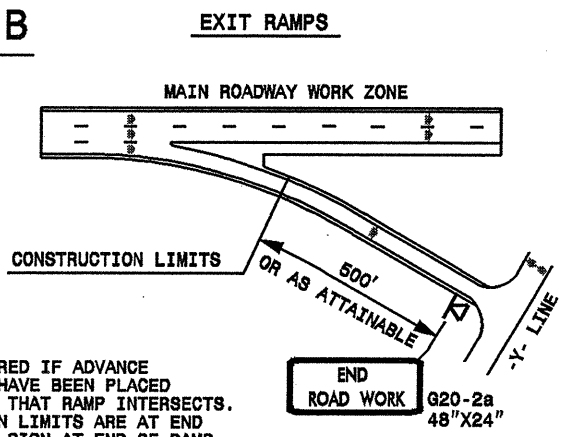 B
EXIT RAMPS
MAIN ROADWAY WORK ZONE
CONSTRUCTION LIMITS
500'
OR AS ATTAINABLE
-Y- LINE
END
ROAD WORK
G20-2a
48"X24"
RED IF ADVANCE
HAVE BEEN PLACED
THAT RAMP INTERSECTS.
N LIMITS ARE AT END
SIGN AT END OF RAMP